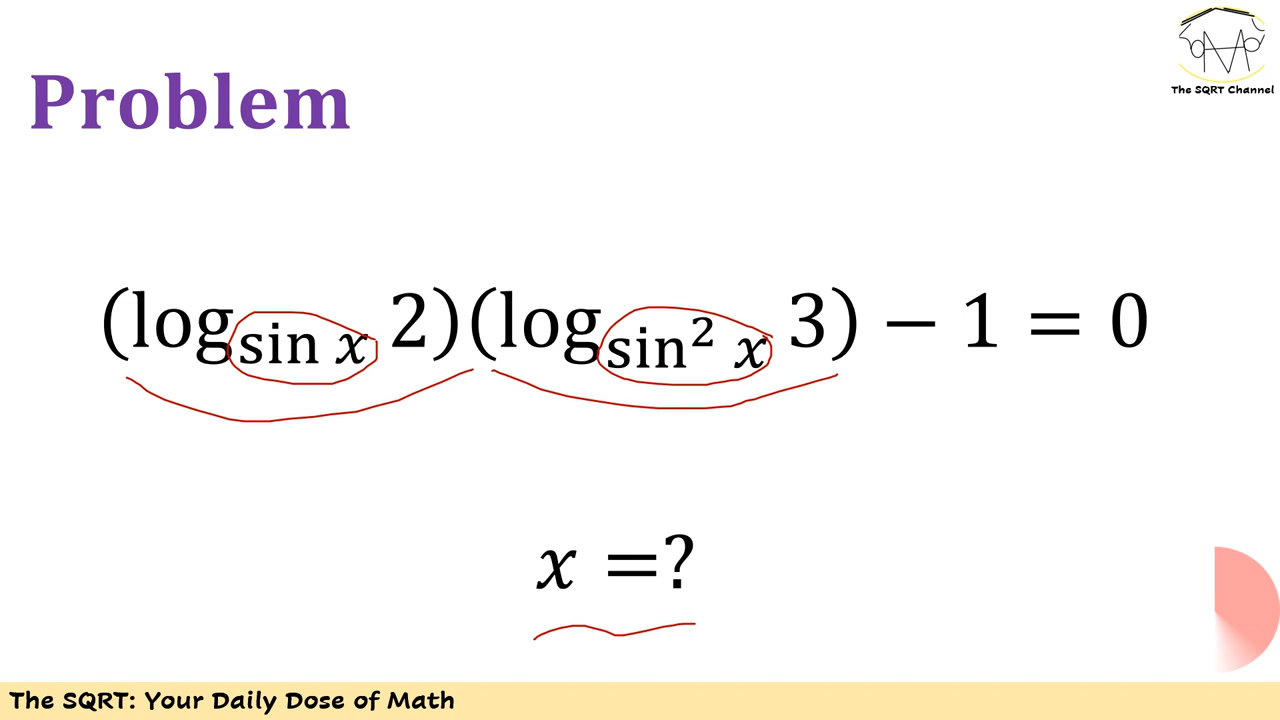 The SQRT Channel
Problem
(log_{sin x} 2)(log_{sin² x} 3) − 1 = 0
x =?
The SQRT: Your Daily Dose of Math